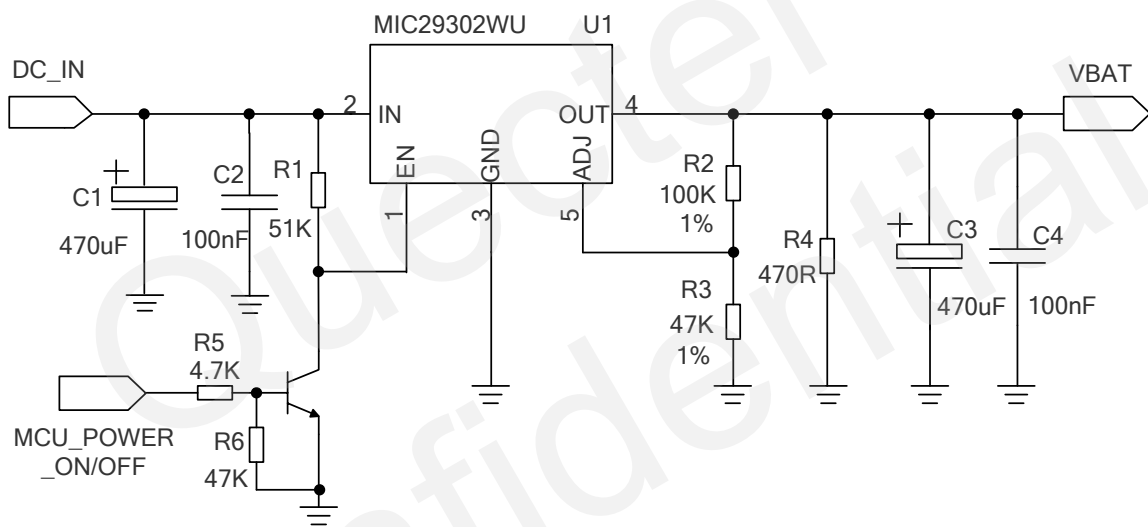 MIC29302WU U1
DC_IN
VBAT
2
IN
OUT
4
EN
GND
ADJ
1
3
5
C1
470uF
C2
100nF
R1
51K
R2
100K
1%
R3
47K
1%
R4
470R
C3
470uF
C4
100nF
R5
4.7K
MCU_POWER
_ON/OFF
R6
47K
Quectel
Confidential